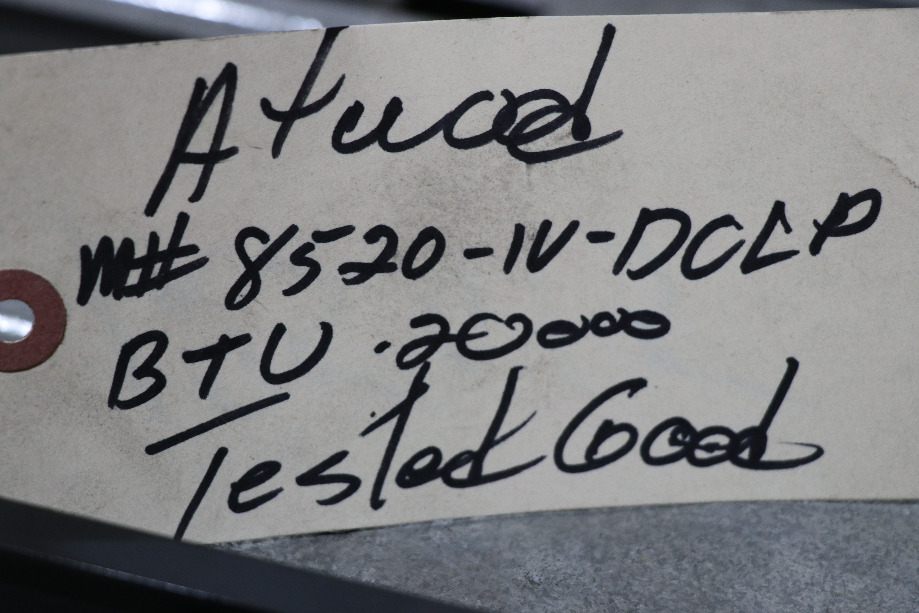 Atwood
M# 8520-IV-DCLP
BTU .20000
Tested Good